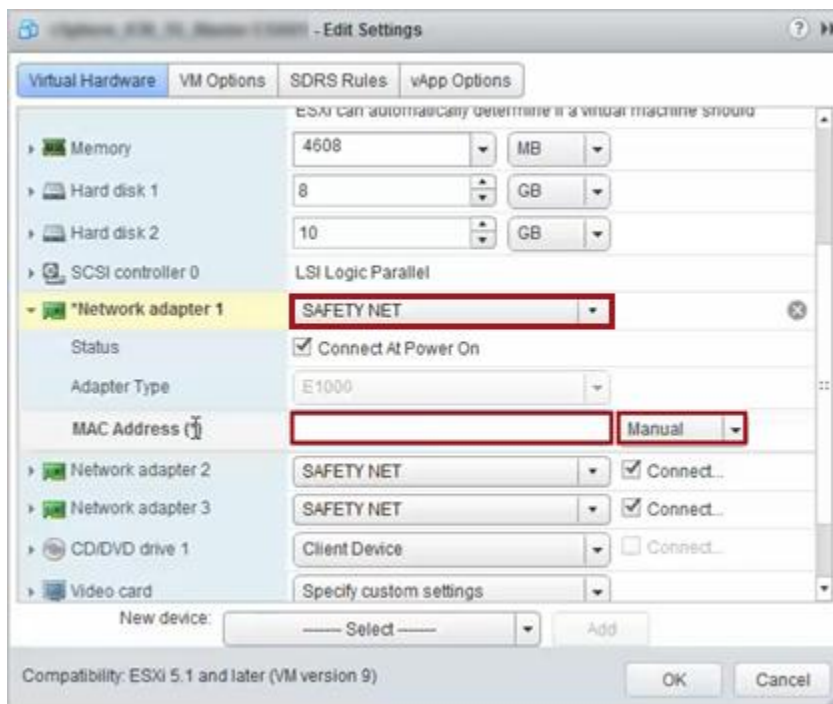 - Edit Settings
Virtual Hardware VM Options SDRS Rules vApp Options
ESXi can automatically determine if a virtual machine should
Memory 4608 MB
Hard disk 1 8 GB
Hard disk 2 10 GB
SCSI controller 0 LSI Logic Parallel
*Network adapter 1 SAFETY NET
Status Connect At Power On
Adapter Type E1000
MAC Address (*) Manual
Network adapter 2 SAFETY NET Connect...
Network adapter 3 SAFETY NET Connect...
CD/DVD drive 1 Client Device Connect...
Video card Specify custom settings
New device: ------- Select ------- Add
Compatibility: ESXi 5.1 and later (VM version 9) OK Cancel